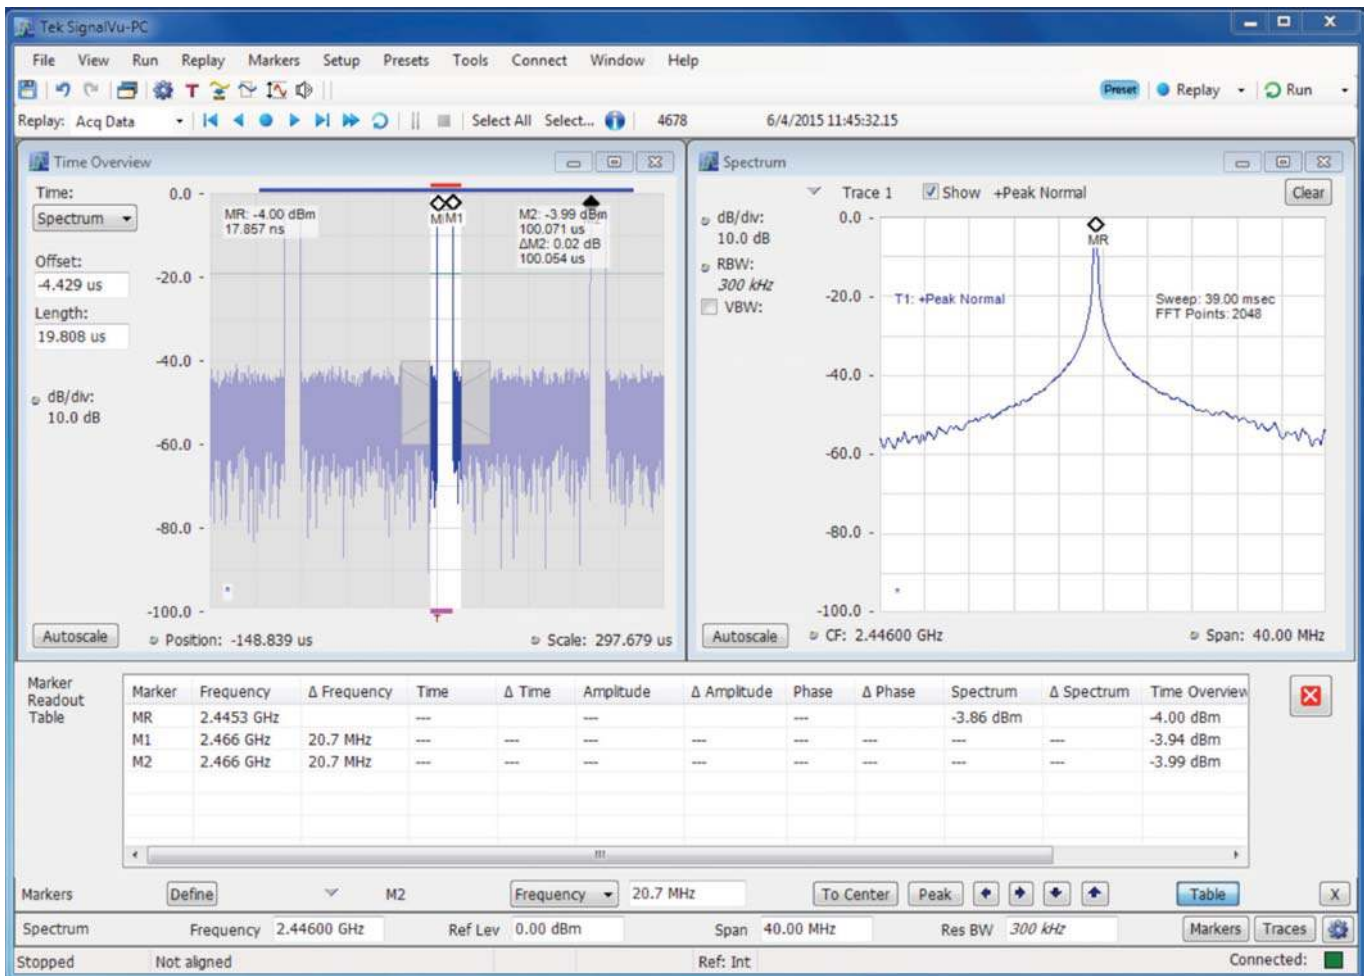 Tek SignalVu-PC
File View Run Replay Markers Setup Presets Tools Connect Window Help
T Preset Replay Run
Replay: Acq Data Select All Select... 4678 6/4/2015 11:45:32.15
Time Overview
Time:
Spectrum
Offset:
-4.429 us
Length:
19.808 us
dB/div:
10.0 dB
Autoscale
0.0 -
-20.0 -
-40.0 -
-60.0 -
-80.0 -
-100.0 -
MR: -4.00 dBm
17.857 ns
M1
M2: -3.99 dBm
100.071 us
ΔM2: 0.02 dB
100.054 us
T
Position: -148.839 us Scale: 297.679 us
Spectrum
Trace 1 Show +Peak Normal Clear
dB/div:
10.0 dB
RBW:
300 kHz
VBW:
Autoscale
0.0 -
-20.0 -
-40.0 -
-60.0 -
-80.0 -
-100.0 -
MR
T1: +Peak Normal
Sweep: 39.00 msec
FFT Points: 2048
CF: 2.44600 GHz Span: 40.00 MHz
Marker
Readout
Table
Marker Frequency Δ Frequency Time Δ Time Amplitude Δ Amplitude Phase Δ Phase Spectrum Δ Spectrum Time Overview
MR 2.4453 GHz --- --- --- -3.86 dBm -4.00 dBm
M1 2.466 GHz 20.7 MHz --- --- --- --- --- --- --- --- -3.94 dBm
M2 2.466 GHz 20.7 MHz --- --- --- --- --- --- --- --- -3.99 dBm
Markers Define M2 Frequency 20.7 MHz To Center Peak Table X
Spectrum Frequency 2.44600 GHz Ref Lev 0.00 dBm Span 40.00 MHz Res BW 300 kHz Markers Traces
Stopped Not aligned Ref: Int Connected: